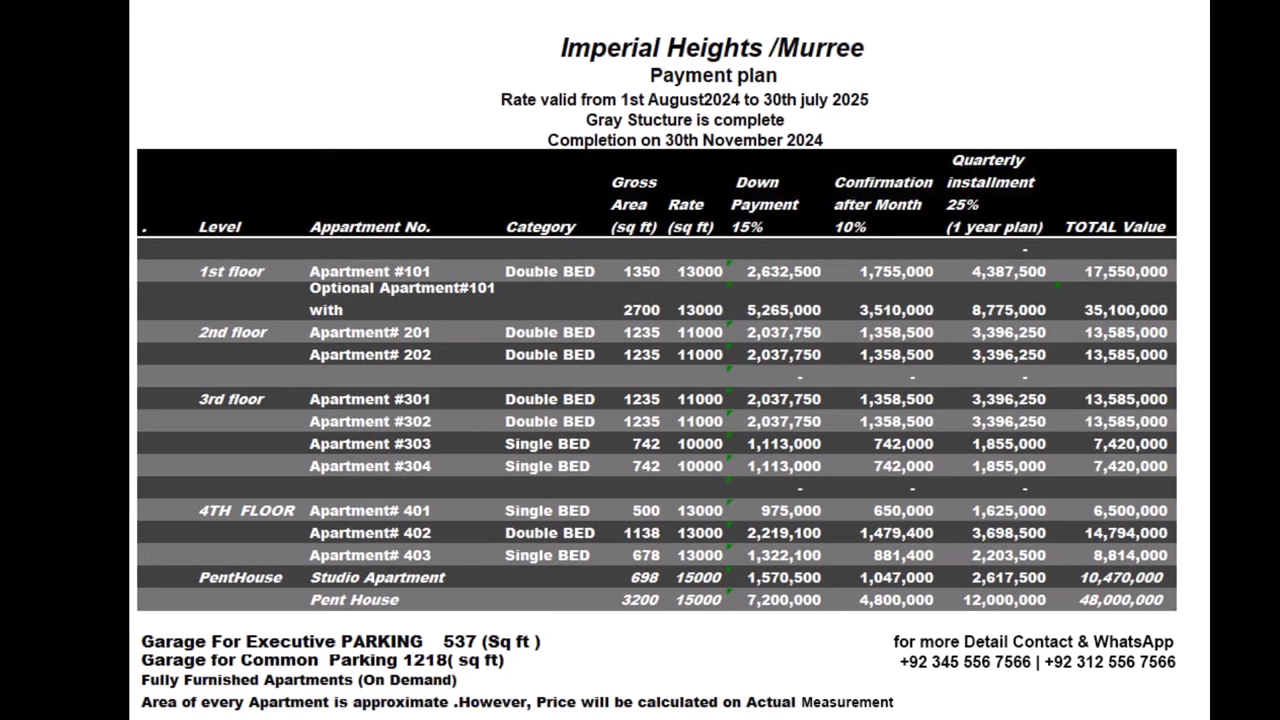 Imperial Heights /Murree
Payment plan
Rate valid from 1st August2024 to 30th july 2025
Gray Stucture is complete
Completion on 30th November 2024
. Level Appartment No. Category Gross Area (sq ft) Rate (sq ft) Down Payment 15% Confirmation after Month 10% Quarterly installment 25% (1 year plan) TOTAL Value
-
1st floor Apartment #101 Double BED 1350 13000 2,632,500 1,755,000 4,387,500 17,550,000
Optional Apartment#101
with 2700 13000 5,265,000 3,510,000 8,775,000 35,100,000
2nd floor Apartment# 201 Double BED 1235 11000 2,037,750 1,358,500 3,396,250 13,585,000
Apartment# 202 Double BED 1235 11000 2,037,750 1,358,500 3,396,250 13,585,000
- - -
3rd floor Apartment #301 Double BED 1235 11000 2,037,750 1,358,500 3,396,250 13,585,000
Apartment #302 Double BED 1235 11000 2,037,750 1,358,500 3,396,250 13,585,000
Apartment #303 Single BED 742 10000 1,113,000 742,000 1,855,000 7,420,000
Apartment #304 Single BED 742 10000 1,113,000 742,000 1,855,000 7,420,000
- - -
4TH FLOOR Apartment# 401 Single BED 500 13000 975,000 650,000 1,625,000 6,500,000
Apartment# 402 Double BED 1138 13000 2,219,100 1,479,400 3,698,500 14,794,000
Apartment# 403 Single BED 678 13000 1,322,100 881,400 2,203,500 8,814,000
PentHouse Studio Apartment 698 15000 1,570,500 1,047,000 2,617,500 10,470,000
Pent House 3200 15000 7,200,000 4,800,000 12,000,000 48,000,000
Garage For Executive PARKING 537 (Sq ft )
Garage for Common Parking 1218( sq ft)
Fully Furnished Apartments (On Demand)
Area of every Apartment is approximate .However, Price will be calculated on Actual Measurement
for more Detail Contact & WhatsApp
+92 345 556 7566 | +92 312 556 7566